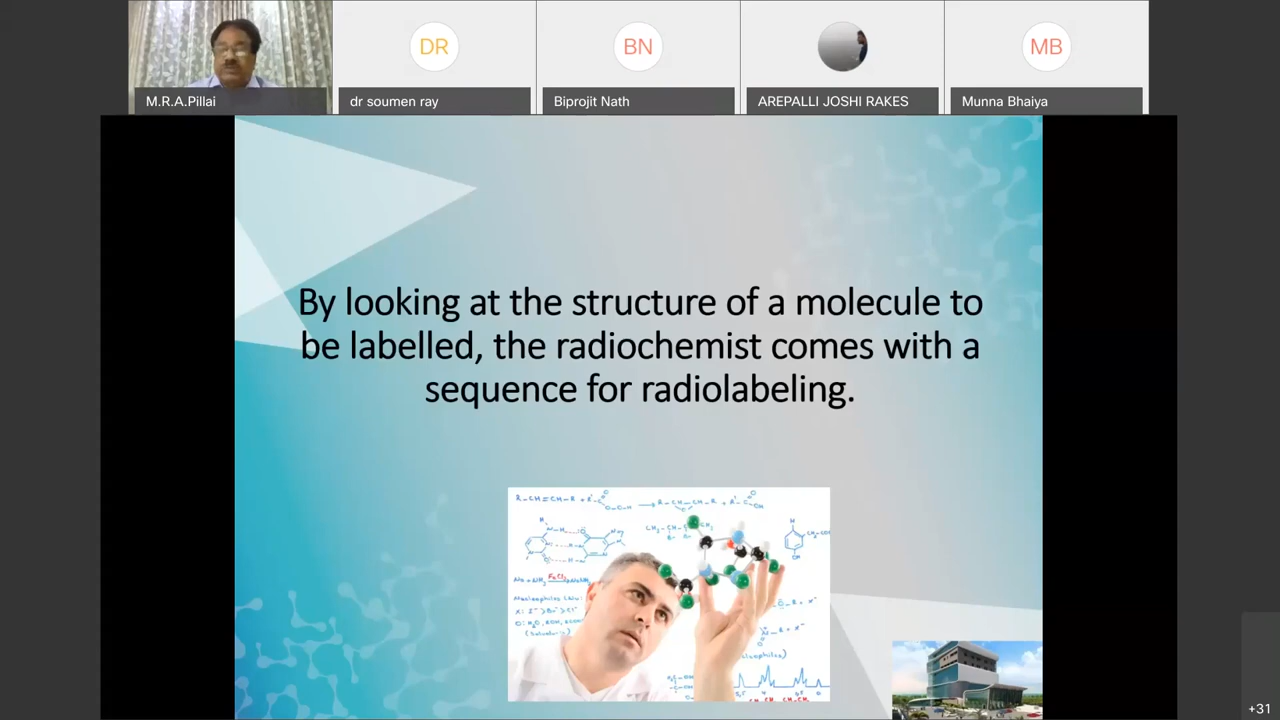 DR
BN
MB
M.R.A.Pillai
dr soumen ray
Biprojit Nath
AREPALLI JOSHI RAKES
Munna Bhaiya
By looking at the structure of a molecule to
be labelled, the radiochemist comes with a
sequence for radiolabeling.
+31